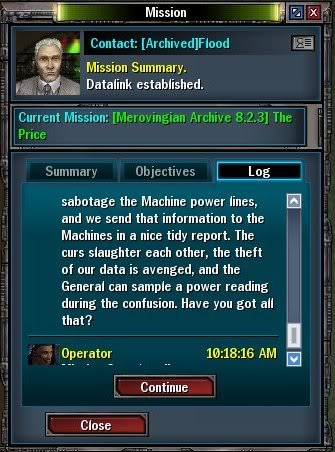 Mission
Contact: [Archived]Flood
Mission Summary.
Datalink established.
Current Mission: [Merovingian Archive 8.2.3] The
Price
Summary
Objectives
Log
sabotage the Machine power lines,
and we send that information to the
Machines in a nice tidy report. The
curs slaughter each other, the theft
of our data is avenged, and the
General can sample a power reading
during the confusion. Have you got all
that?
Operator 10:18:16 AM
Continue
Close